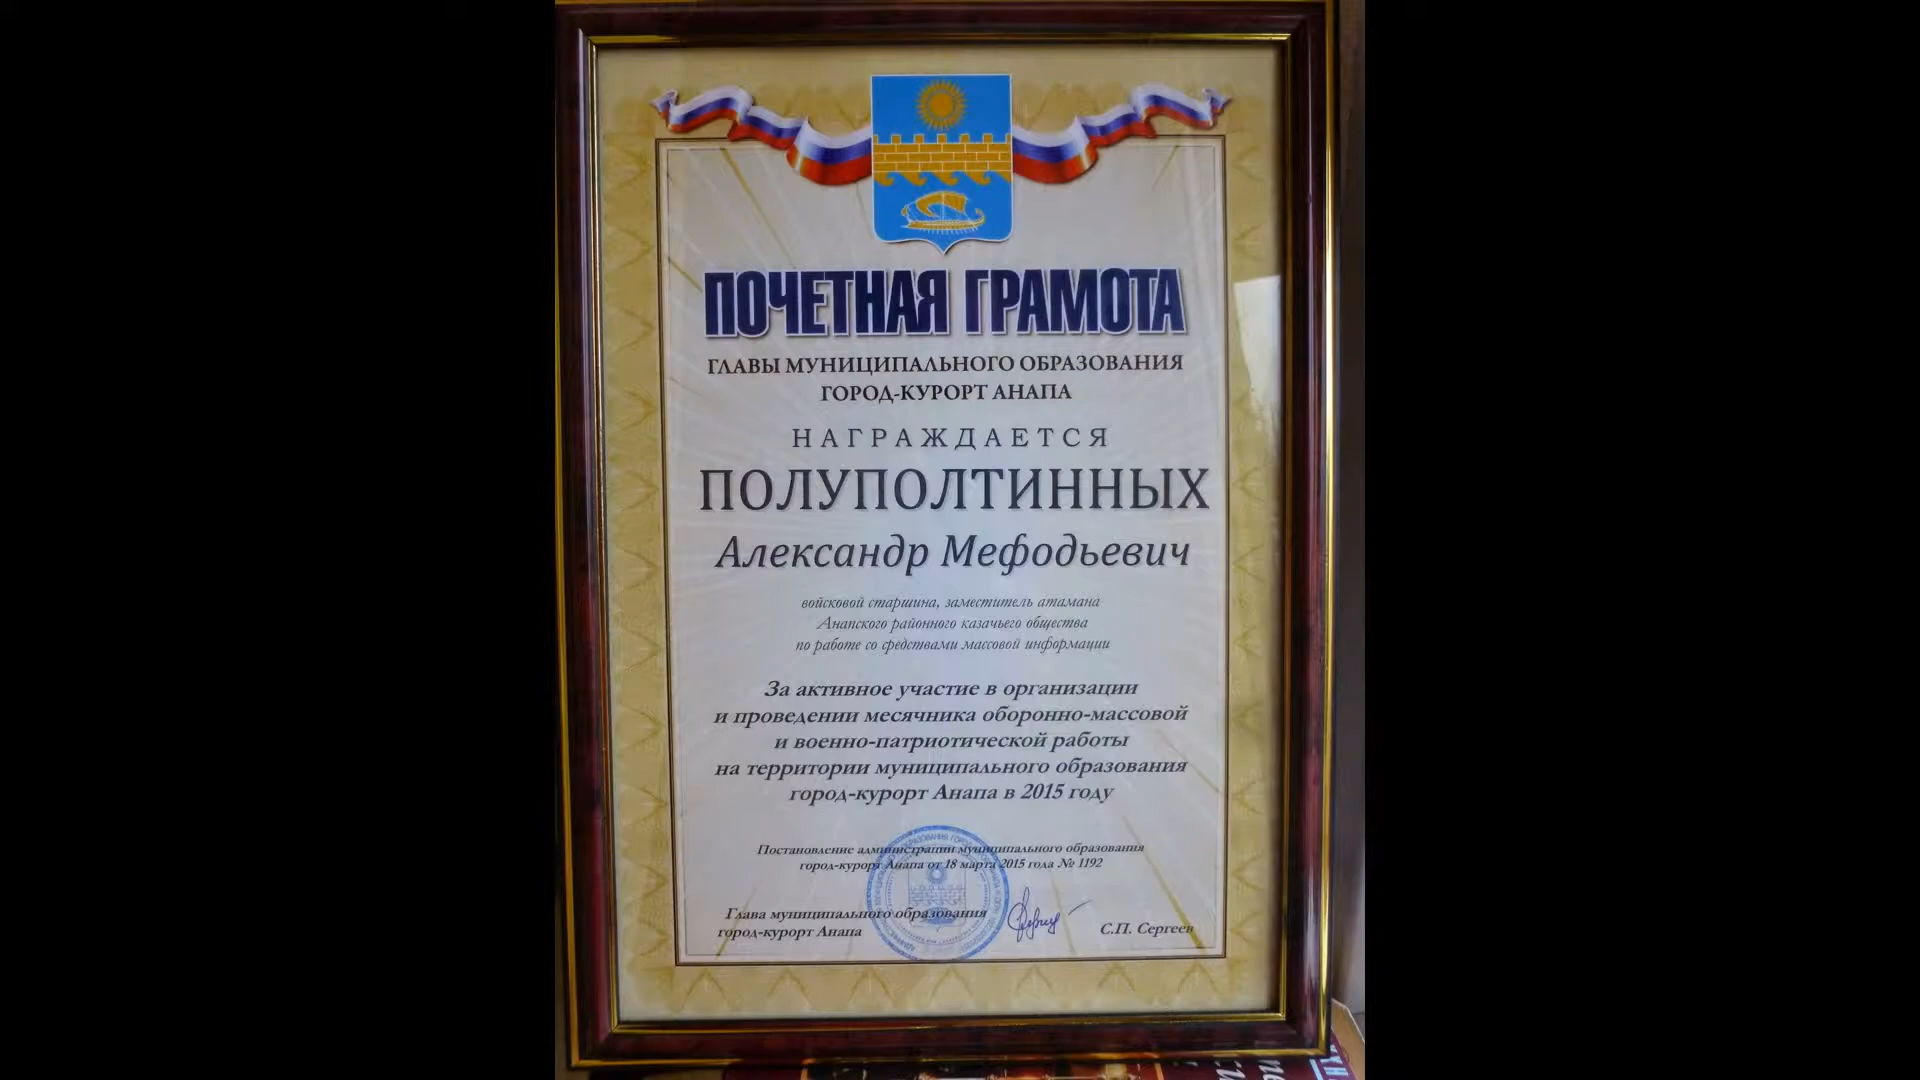 ПОЧЕТНАЯ ГРАМОТА
ГЛАВЫ МУНИЦИПАЛЬНОГО ОБРАЗОВАНИЯ
ГОРОД-КУРОРТ АНАПА
НАГРАЖДАЕТСЯ
ПОЛУПОЛТИННЫХ
Александр Мефодьевич
войсковой старшина, заместитель атамана
Анапского районного казачьего общества
по работе со средствами массовой информации
За активное участие в организации
и проведении месячника оборонно-массовой
и военно-патриотической работы
на территории муниципального образования
город-курорт Анапа в 2015 году
Постановление администрации муниципального образования
город-курорт Анапа от 18 марта 2015 года № 1192
Глава муниципального образования
город-курорт Анапа
С.П. Сергеев